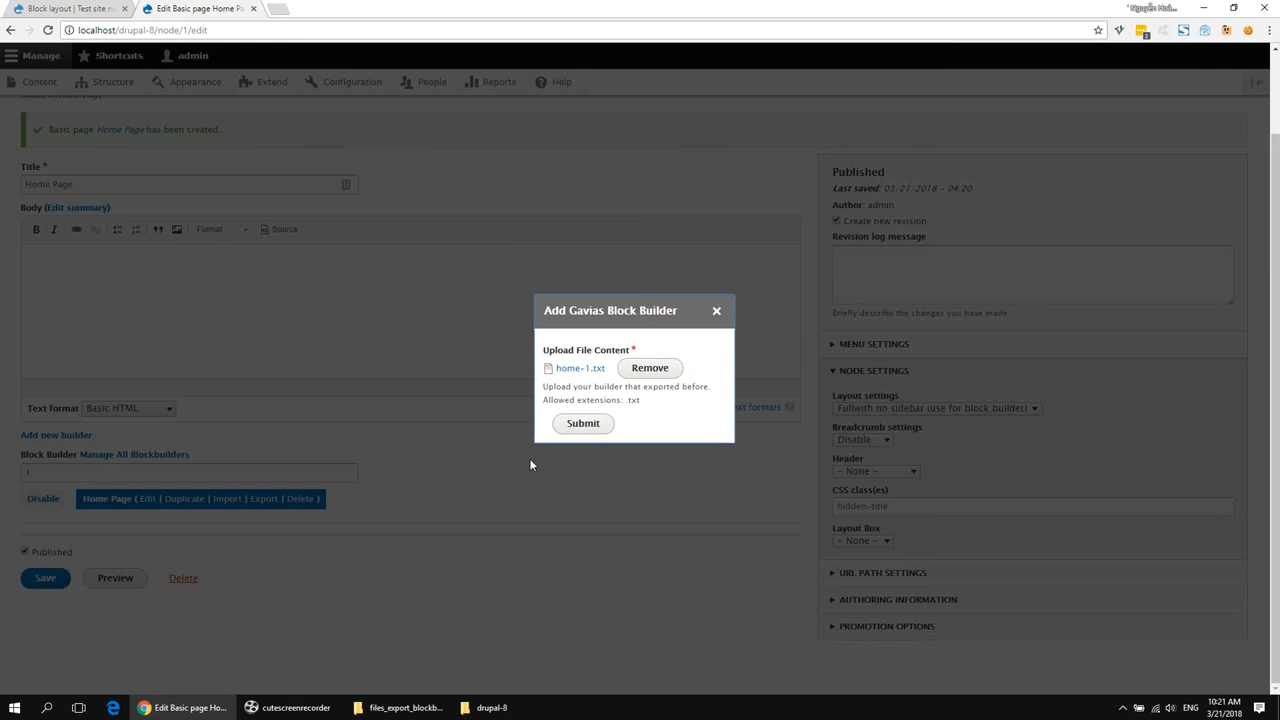 Block layout | Test site n
Edit Basic page Home P
localhost/drupal-8/node/1/edit
Manage
Shortcuts
admin
Content
Structure
Appearance
Extend
Configuration
People
Reports
Help
Basic page Home Page has been created.
Title *
Home Page
Body (Edit summary)
B I Format Source
Text format Basic HTML
ext formats
Add new builder
Block Builder Manage All Blockbuilders
Disable
Home Page ( Edit | Duplicate | Import | Export | Delete )
Published
Save
Preview
Delete
Add Gavias Block Builder
Upload File Content *
home-1.txt
Remove
Upload your builder that exported before.
Allowed extensions: .txt
Submit
Published
Last saved: 03/21/2018 - 04:20
Author: admin
Create new revision
Revision log message
Briefly describe the changes you have made
MENU SETTINGS
NODE SETTINGS
Layout settings
Fullwith no sidebar (use for block builder)
Breadcrumb settings
Disable
Header
- None -
CSS class(es)
hidden-title
Layout Box
- None -
URL PATH SETTINGS
AUTHORING INFORMATION
PROMOTION OPTIONS
Edit Basic page Ho...
cutescreenrecorder
files_export_blockb...
drupal-8
10:21 AM
3/21/2018